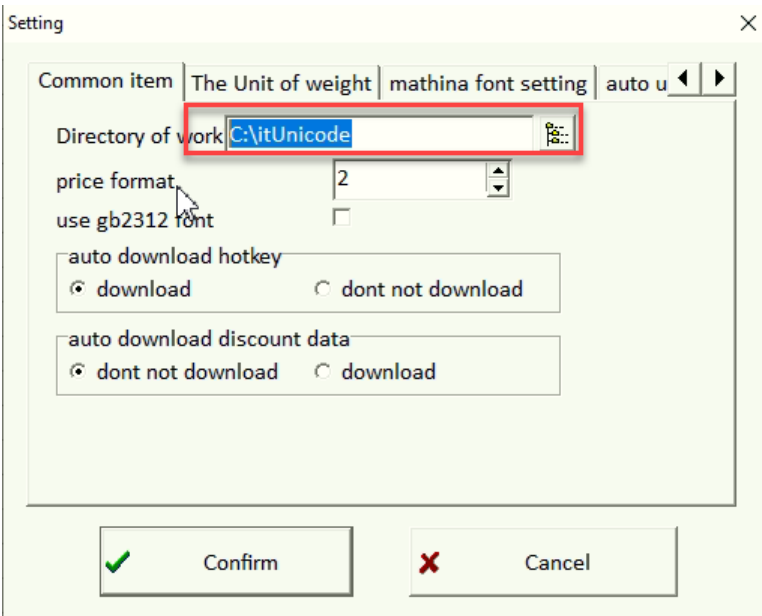 Setting
Common item The Unit of weight mathina font setting auto u
Directory of work C:\itUnicode
price format 2
use gb2312 font
auto download hotkey
download dont not download
auto download discount data
dont not download download
Confirm Cancel